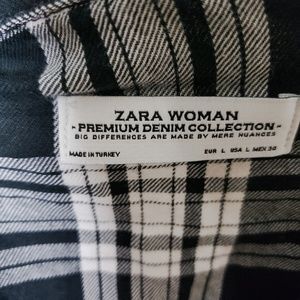 ZARA WOMAN
- PREMIUM DENIM COLLECTION -
BIG DIFFERENCES ARE MADE BY MERE NUANCES
MADE IN TURKEY
EUR L USA L MEX 30